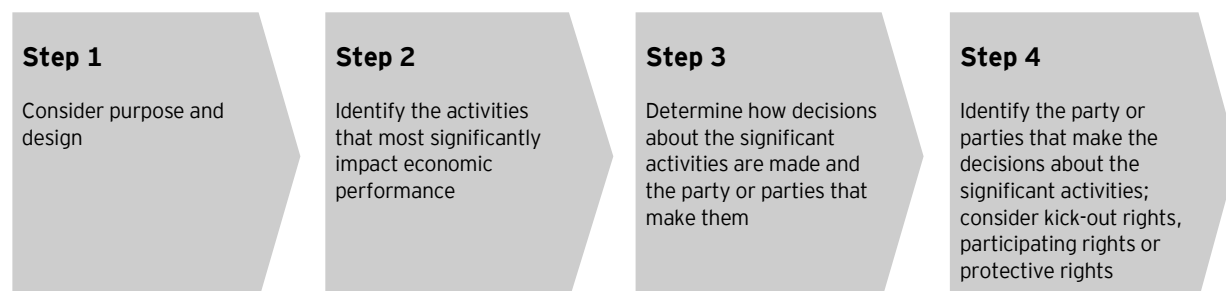 Step 1
Consider purpose and
design
Step 2
Identify the activities
that most significantly
impact economic
performance
Step 3
Determine how decisions
about the significant
activities are made and
the party or parties that
make them
Step 4
Identify the party or
parties that make the
decisions about the
significant activities;
consider kick-out rights,
participating rights or
protective rights